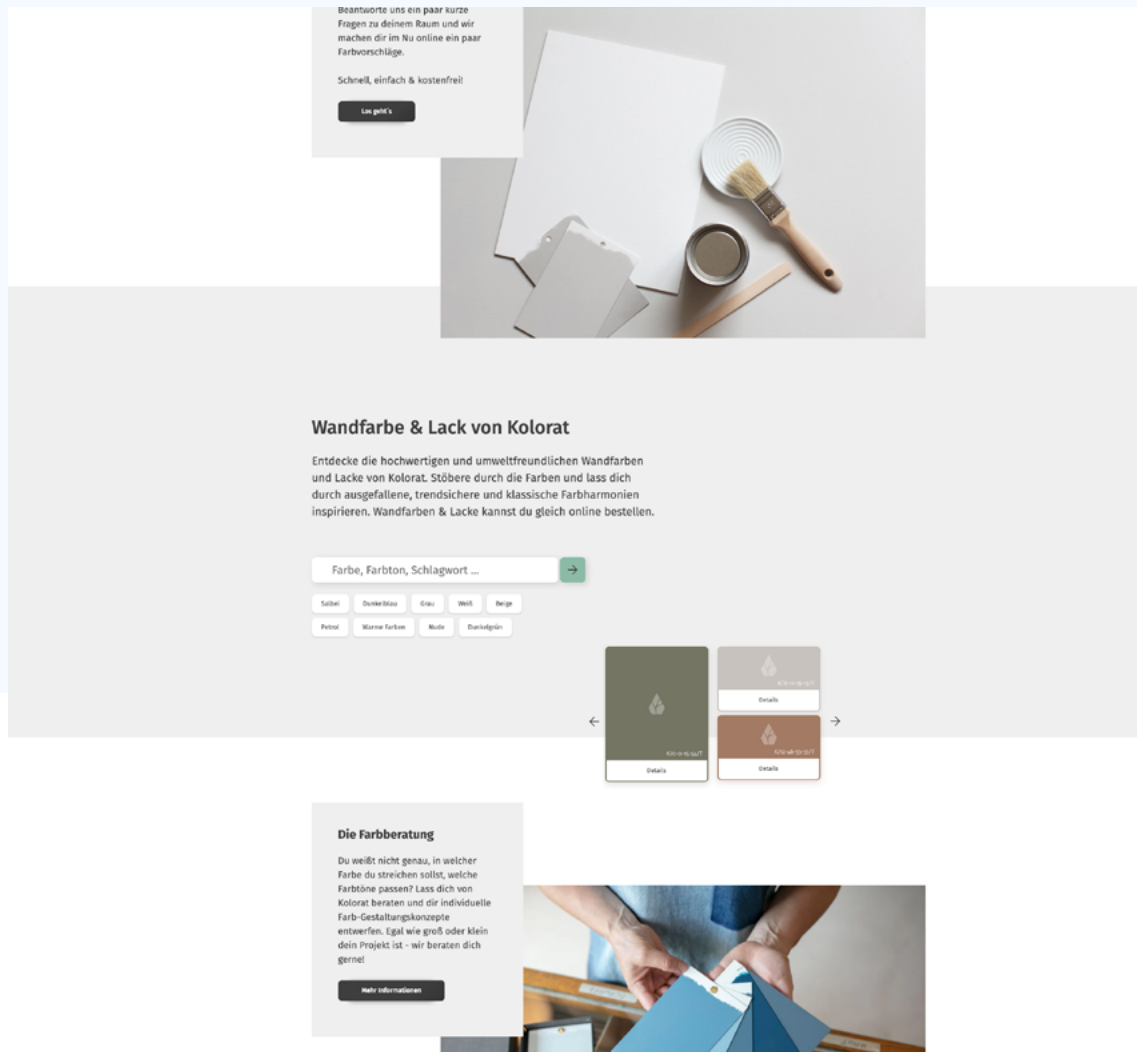 Beantworte uns ein paar kurze
Fragen zu deinem Raum und wir
machen dir im Nu online ein paar
Farbvorschläge.
Schnell, einfach & kostenfrei!
Los geht's
Wandfarbe & Lack von Kolorat
Entdecke die hochwertigen und umweltfreundlichen Wandfarben
und Lacke von Kolorat. Stöbere durch die Farben und lass dich
durch ausgefallene, trendsichere und klassische Farbharmonien
inspirieren. Wandfarben & Lacke kannst du gleich online bestellen.
Farbe, Farbton, Schlagwort ...
Salbei Dunkelblau Grau Weiß Beige
Petrol Warme Farben Nude Dunkelgrün
Details
Details
Details
Die Farbberatung
Du weißt nicht genau, in welcher
Farbe du streichen sollst, welche
Farbtöne passen? Lass dich von
Kolorat beraten und dir individuelle
Farb-Gestaltungskonzepte
entwerfen. Egal wie groß oder klein
dein Projekt ist - wir beraten dich
gerne!
Mehr Informationen